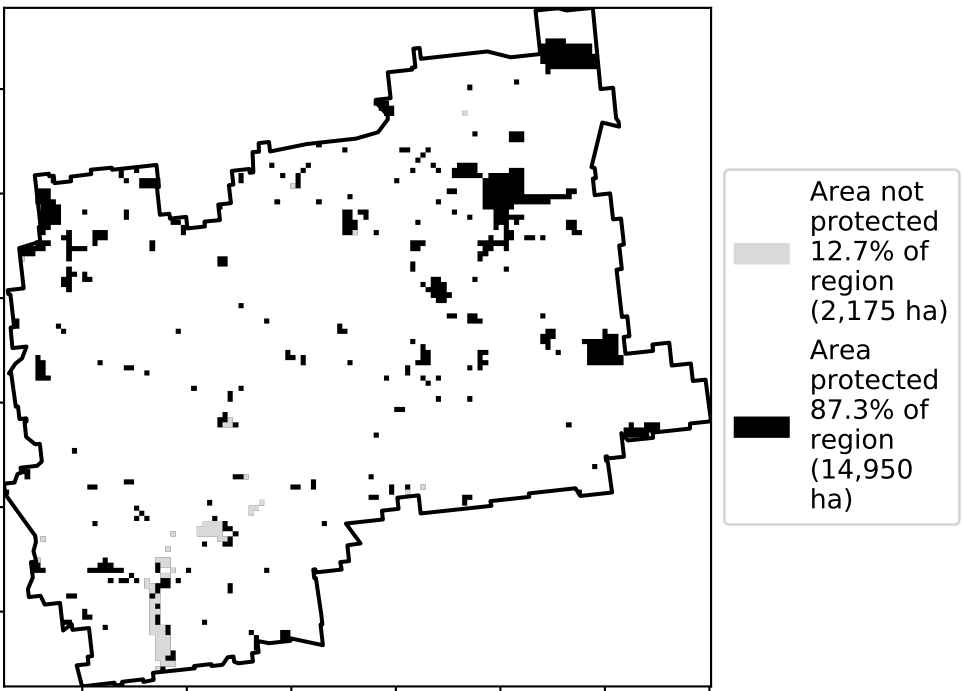 Area not
protected
12.7% of
region
(2,175 ha)
Area
protected
87.3% of
region
(14,950
ha)